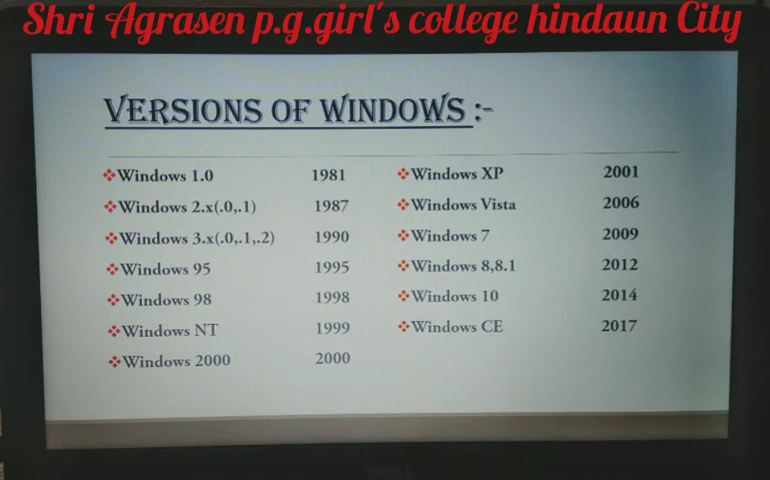 Shri Agrasen p.g.girl's college hindaun City
VERSIONS OF WINDOWS :-
❖Windows 1.0 1981
❖Windows 2.x(.0,.1) 1987
❖Windows 3.x(.0,.1,.2) 1990
❖Windows 95 1995
❖Windows 98 1998
❖Windows NT 1999
❖Windows 2000 2000
❖Windows XP 2001
❖Windows Vista 2006
❖Windows 7 2009
❖Windows 8,8.1 2012
❖Windows 10 2014
❖Windows CE 2017